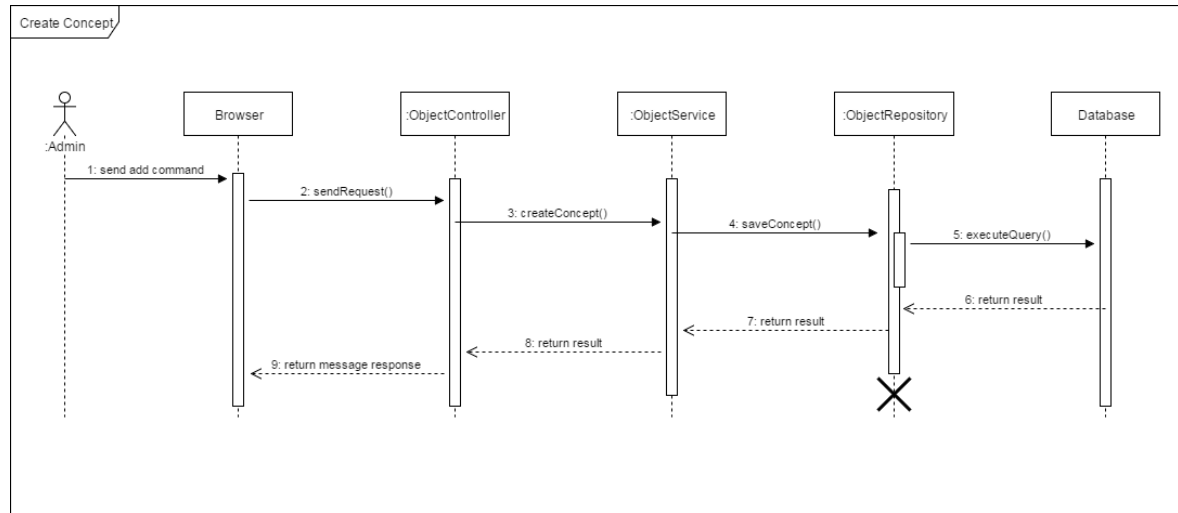 Create Concept
Browser
:ObjectController
:ObjectService
:ObjectRepository
Database
:Admin
1: send add command
2: sendRequest()
3: createConcept()
4: saveConcept()
5: executeQuery()
6: return result
7: return result
8: return result
9: return message response